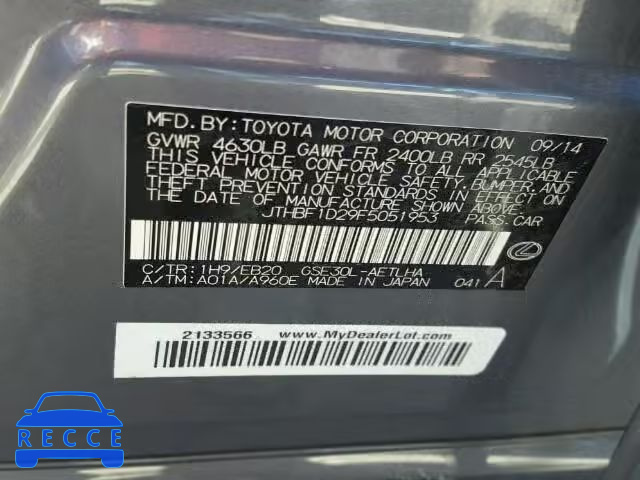 MFD. BY: TOYOTA MOTOR CORPORATION 09/14
GVWR 4630LB GAWR FR 2400LB RR 2545LB
THIS VEHICLE CONFORMS TO ALL APPLICABLE
FEDERAL MOTOR VEHICLE SAFETY, BUMPER, AND
THEFT PREVENTION STANDARDS IN EFFECT ON
THE DATE OF MANUFACTURE SHOWN ABOVE.
JTHBF1D29F5051953 PASS. CAR
C/TR: 1H9/EB20 GSE30L-AETLHA
A/TM: A01A/A960E MADE IN JAPAN 041 A
2133566 www.MyDealerLot.com
RECCE